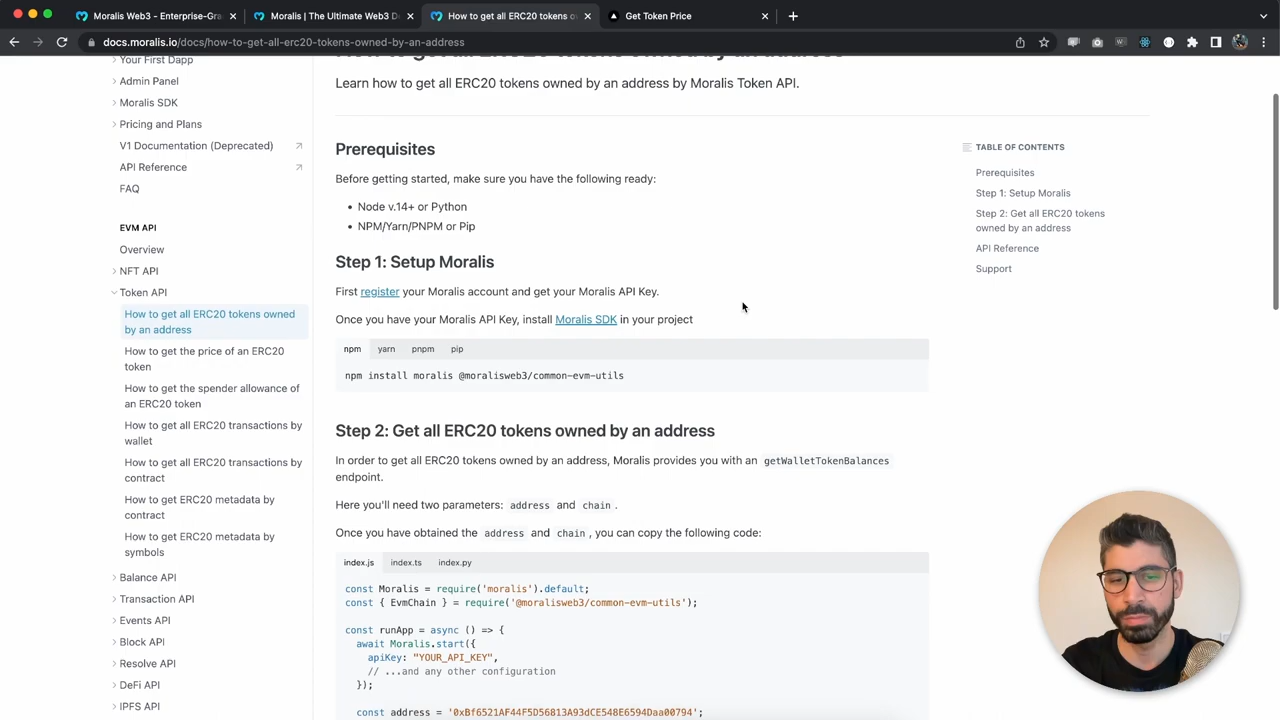 Moralis Web3 - Enterprise-Gra
Moralis | The Ultimate Web3 D
How to get all ERC20 tokens o
Get Token Price
docs.moralis.io/docs/how-to-get-all-erc20-tokens-owned-by-an-address
Your First Dapp
Admin Panel
Moralis SDK
Pricing and Plans
V1 Documentation (Deprecated)
API Reference
FAQ
EVM API
Overview
NFT API
Token API
How to get all ERC20 tokens owned
by an address
How to get the price of an ERC20
token
How to get the spender allowance of
an ERC20 token
How to get all ERC20 transactions by
wallet
How to get all ERC20 transactions by
contract
How to get ERC20 metadata by
contract
How to get ERC20 metadata by
symbols
Balance API
Transaction API
Events API
Block API
Resolve API
DeFi API
IPFS API
How to get all ERC20 tokens owned by an address
Learn how to get all ERC20 tokens owned by an address by Moralis Token API.
Prerequisites
Before getting started, make sure you have the following ready:
• Node v.14+ or Python
• NPM/Yarn/PNPM or Pip
Step 1: Setup Moralis
First register your Moralis account and get your Moralis API Key.
Once you have your Moralis API Key, install Moralis SDK in your project
npm yarn pnpm pip
npm install moralis @moralisweb3/common-evm-utils
Step 2: Get all ERC20 tokens owned by an address
In order to get all ERC20 tokens owned by an address, Moralis provides you with an getWalletTokenBalances
endpoint.
Here you'll need two parameters: address and chain .
Once you have obtained the address and chain , you can copy the following code:
index.js index.ts index.py
const Moralis = require('moralis').default;
const { EvmChain } = require('@moralisweb3/common-evm-utils');
const runApp = async () => {
await Moralis.start({
apiKey: "YOUR_API_KEY",
// ...and any other configuration
});
const address = '0xBf6521AF44F5D56813A93dCE548E6594Daa00794';
TABLE OF CONTENTS
Prerequisites
Step 1: Setup Moralis
Step 2: Get all ERC20 tokens
owned by an address
API Reference
Support